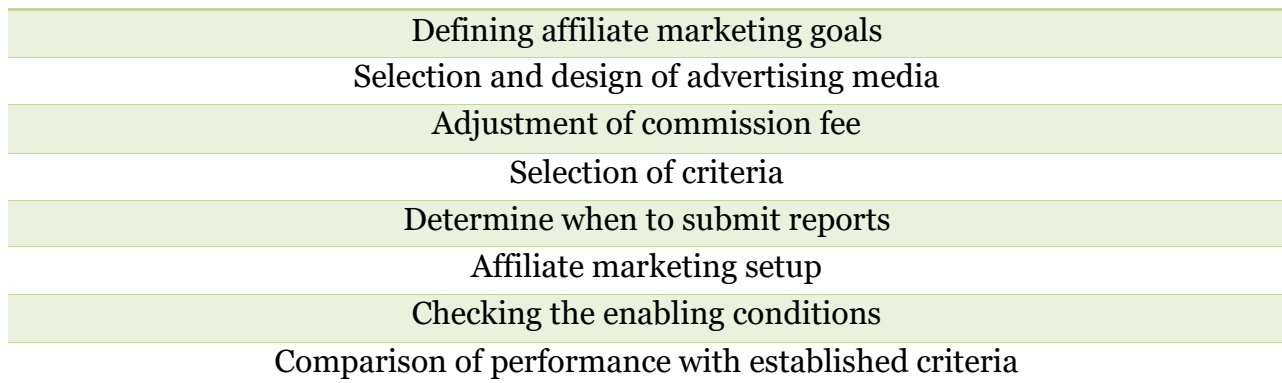 Defining affiliate marketing goals
Selection and design of advertising media
Adjustment of commission fee
Selection of criteria
Determine when to submit reports
Affiliate marketing setup
Checking the enabling conditions
Comparison of performance with established criteria